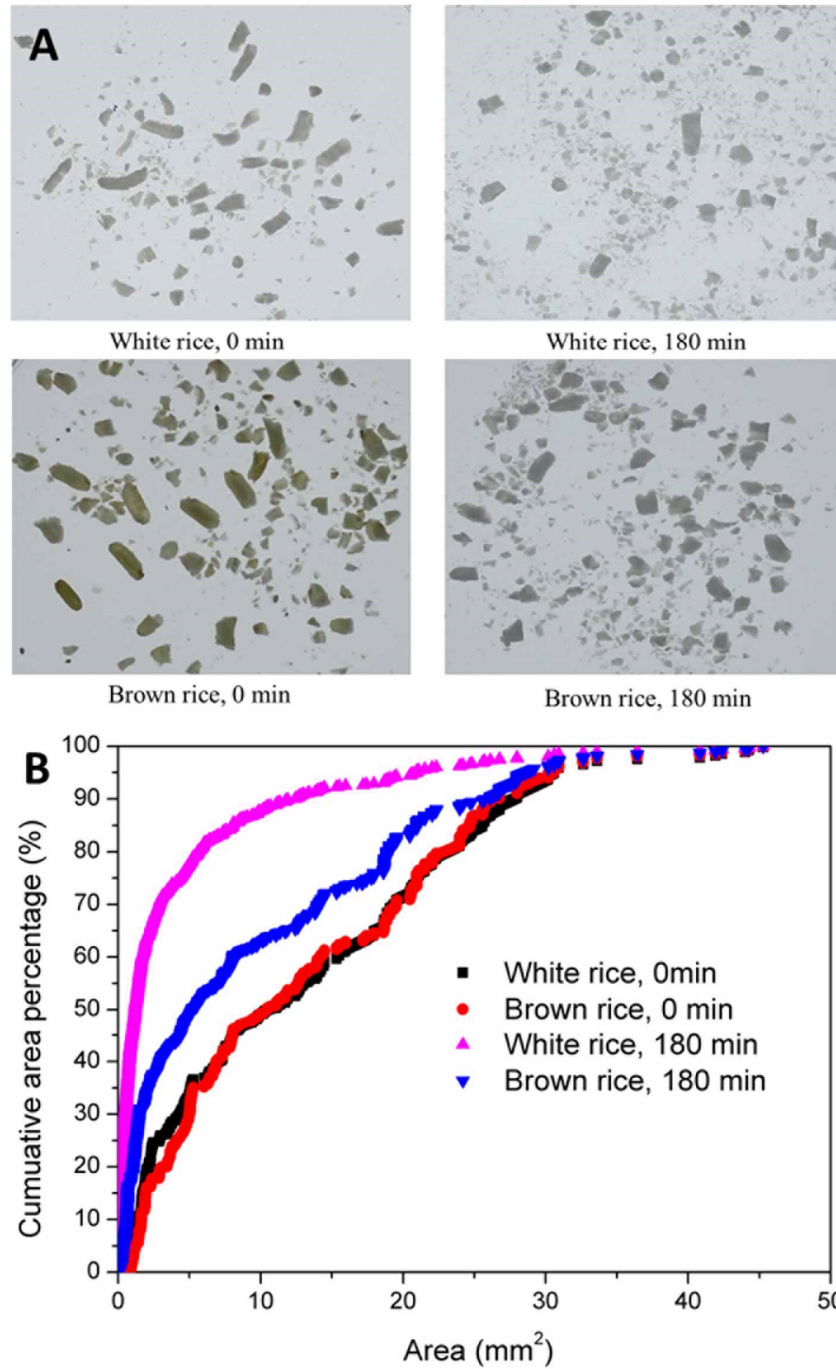 A
White rice, 0 min
White rice, 180 min
Brown rice, 0 min
Brown rice, 180 min
B
100
90
80
70
60
50
40
30
20
10
0
Cumuative area percentage (%)
White rice, 0min
Brown rice, 0 min
White rice, 180 min
Brown rice, 180 min
0 10 20 30 40 50
Area (mm²)